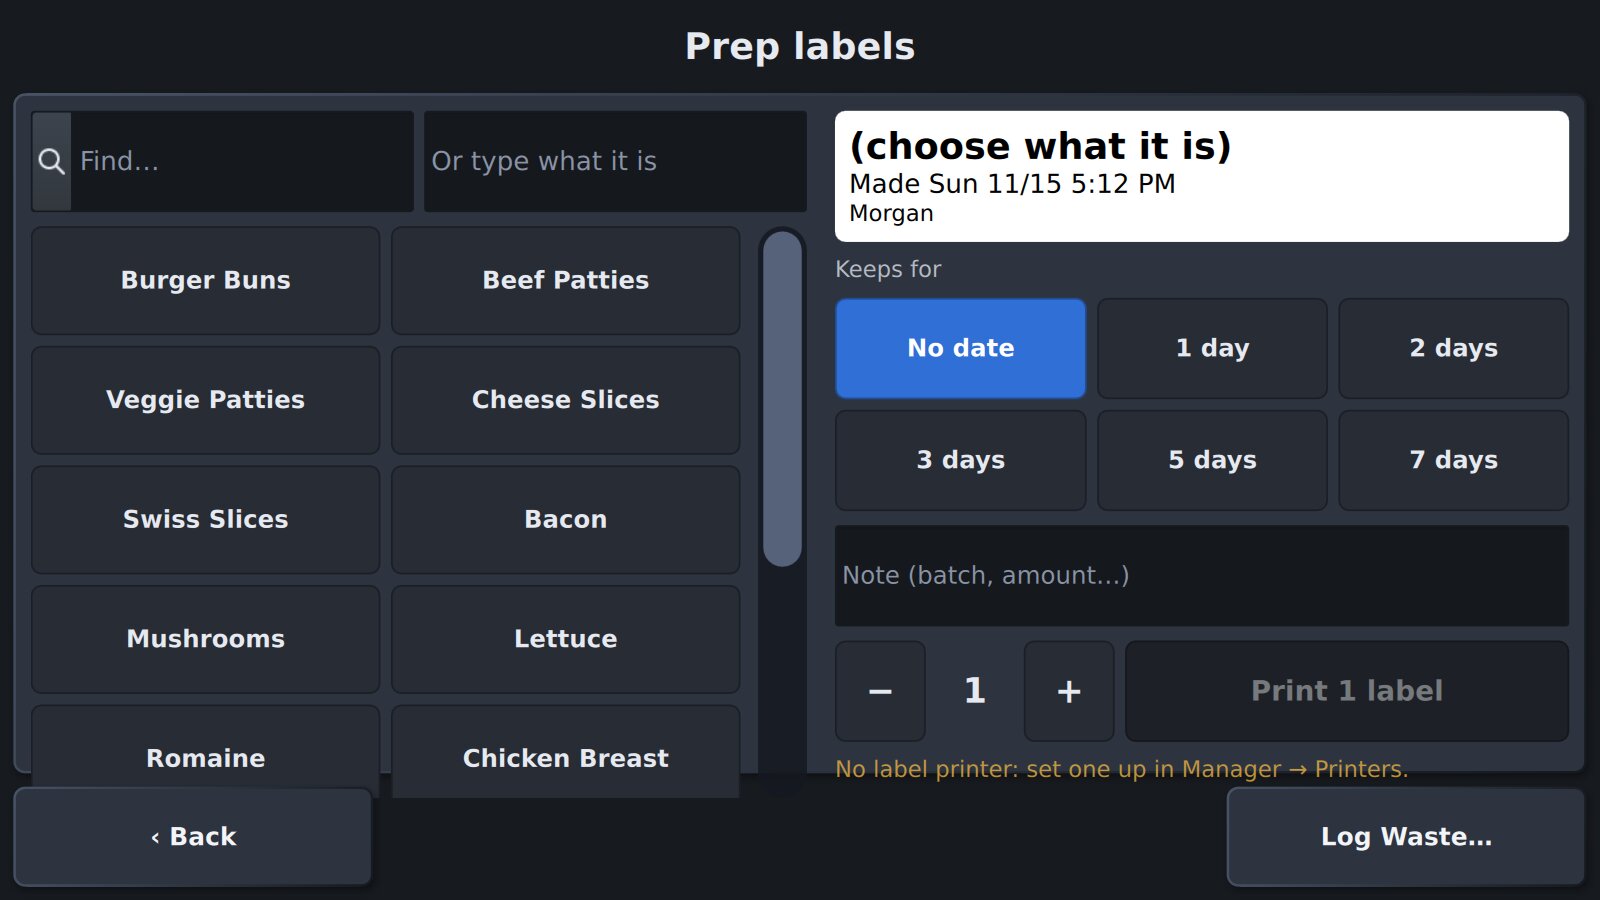 Prep labels
Find...
Or type what it is
Burger Buns
Beef Patties
Veggie Patties
Cheese Slices
Swiss Slices
Bacon
Mushrooms
Lettuce
Romaine
Chicken Breast
(choose what it is)
Made Sun 11/15 5:12 PM
Morgan
Keeps for
No date
1 day
2 days
3 days
5 days
7 days
Note (batch, amount...)
− 1 +
Print 1 label
No label printer: set one up in Manager → Printers.
‹ Back
Log Waste...